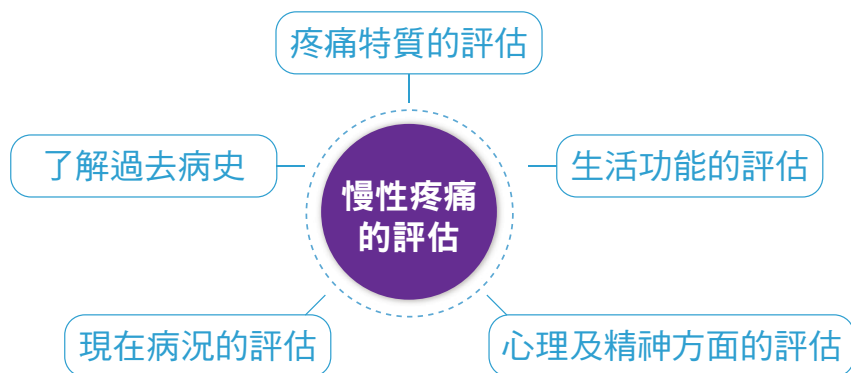 疼痛特質的評估
了解過去病史
生活功能的評估
慢性疼痛
的評估
現在病況的評估
心理及精神方面的評估